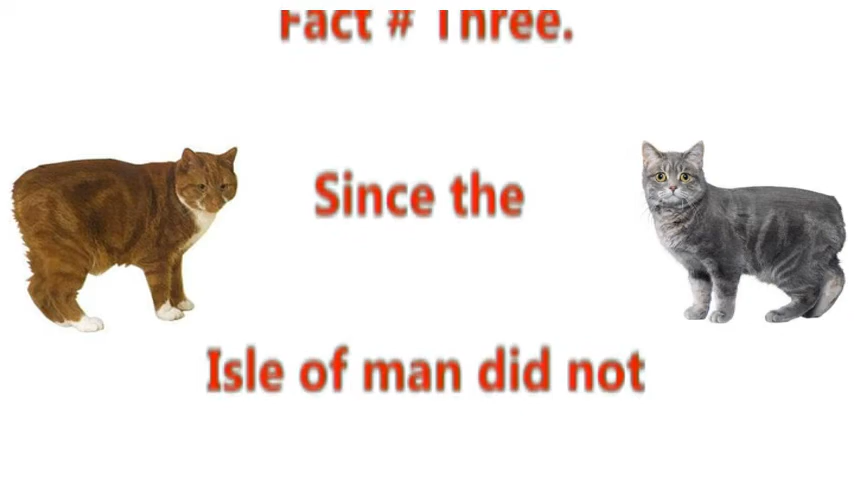 Fact # Three.
Since the
Isle of man did not